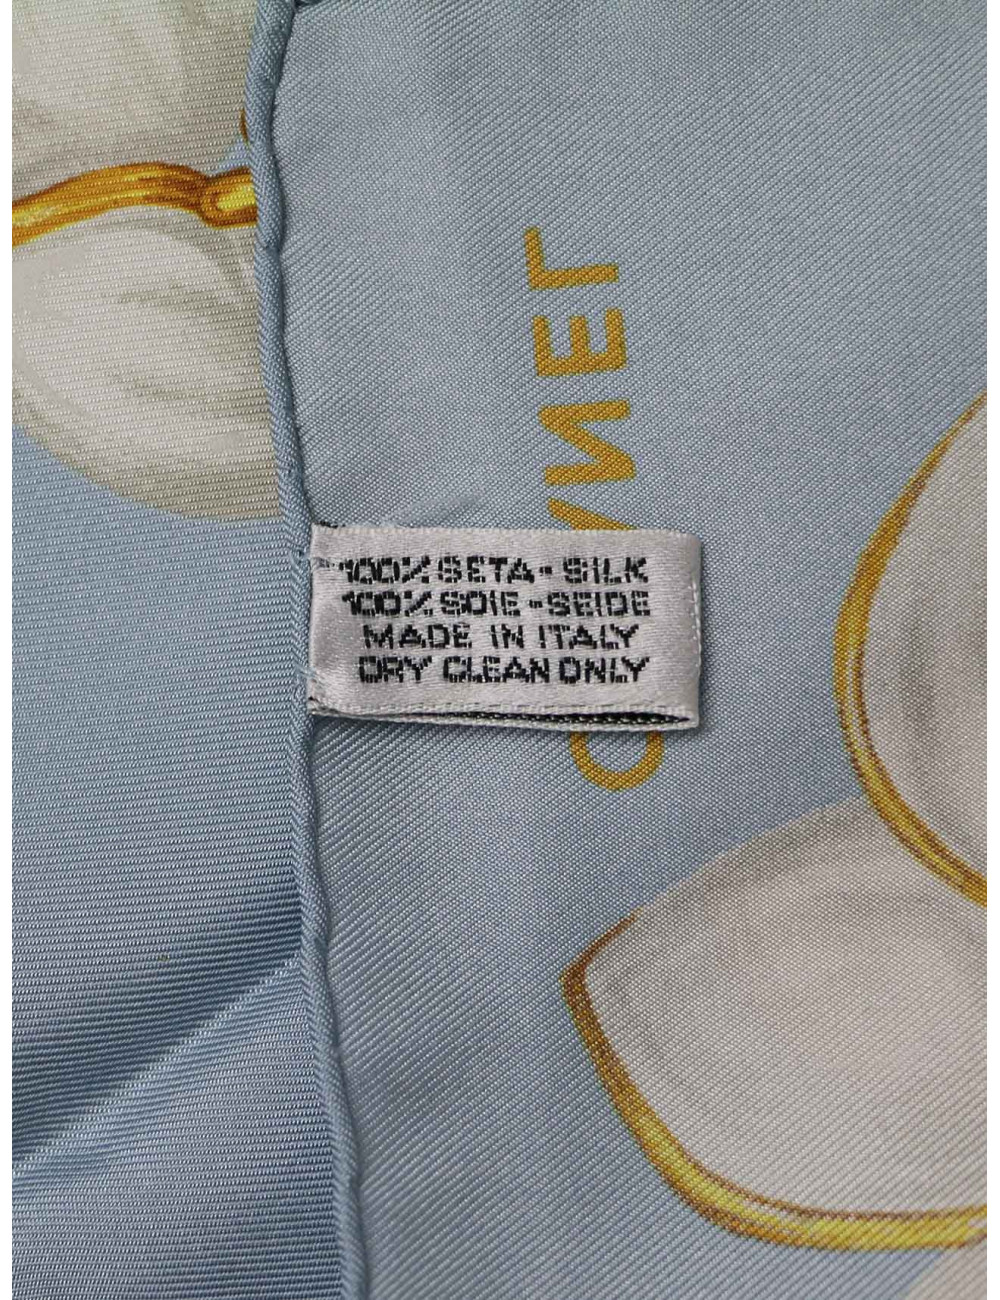 100% SETA - SILK
100% SOIE - SEIDE
MADE IN ITALY
DRY CLEAN ONLY